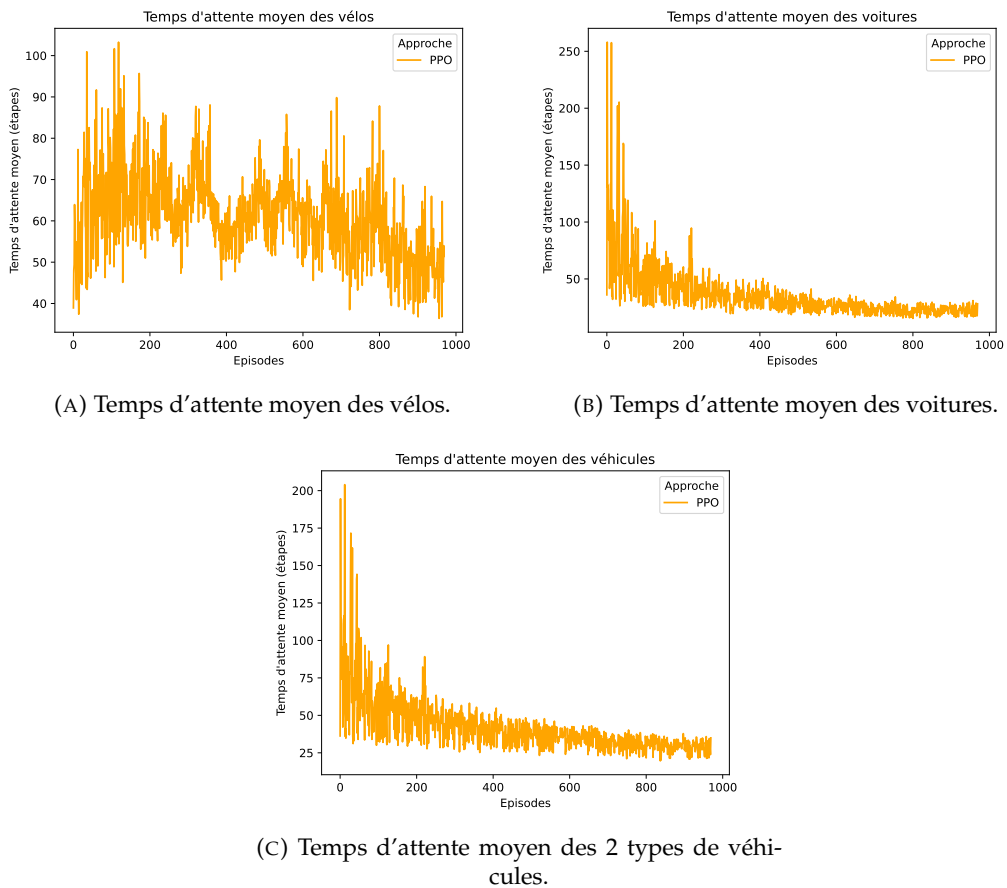 Temps d'attente moyen des vélos
Approche
PPO
Temps d'attente moyen (étapes)
100
90
80
70
60
50
40
0
200
400
600
800
1000
Episodes
(A) Temps d'attente moyen des vélos.
Temps d'attente moyen des voitures
Approche
PPO
Temps d'attente moyen (étapes)
250
200
150
100
50
0
200
400
600
800
1000
Episodes
(B) Temps d'attente moyen des voitures.
Temps d'attente moyen des véhicules
Approche
PPO
Temps d'attente moyen (étapes)
200
175
150
125
100
75
50
25
0
200
400
600
800
1000
Episodes
(C) Temps d'attente moyen des 2 types de véhi-
cules.